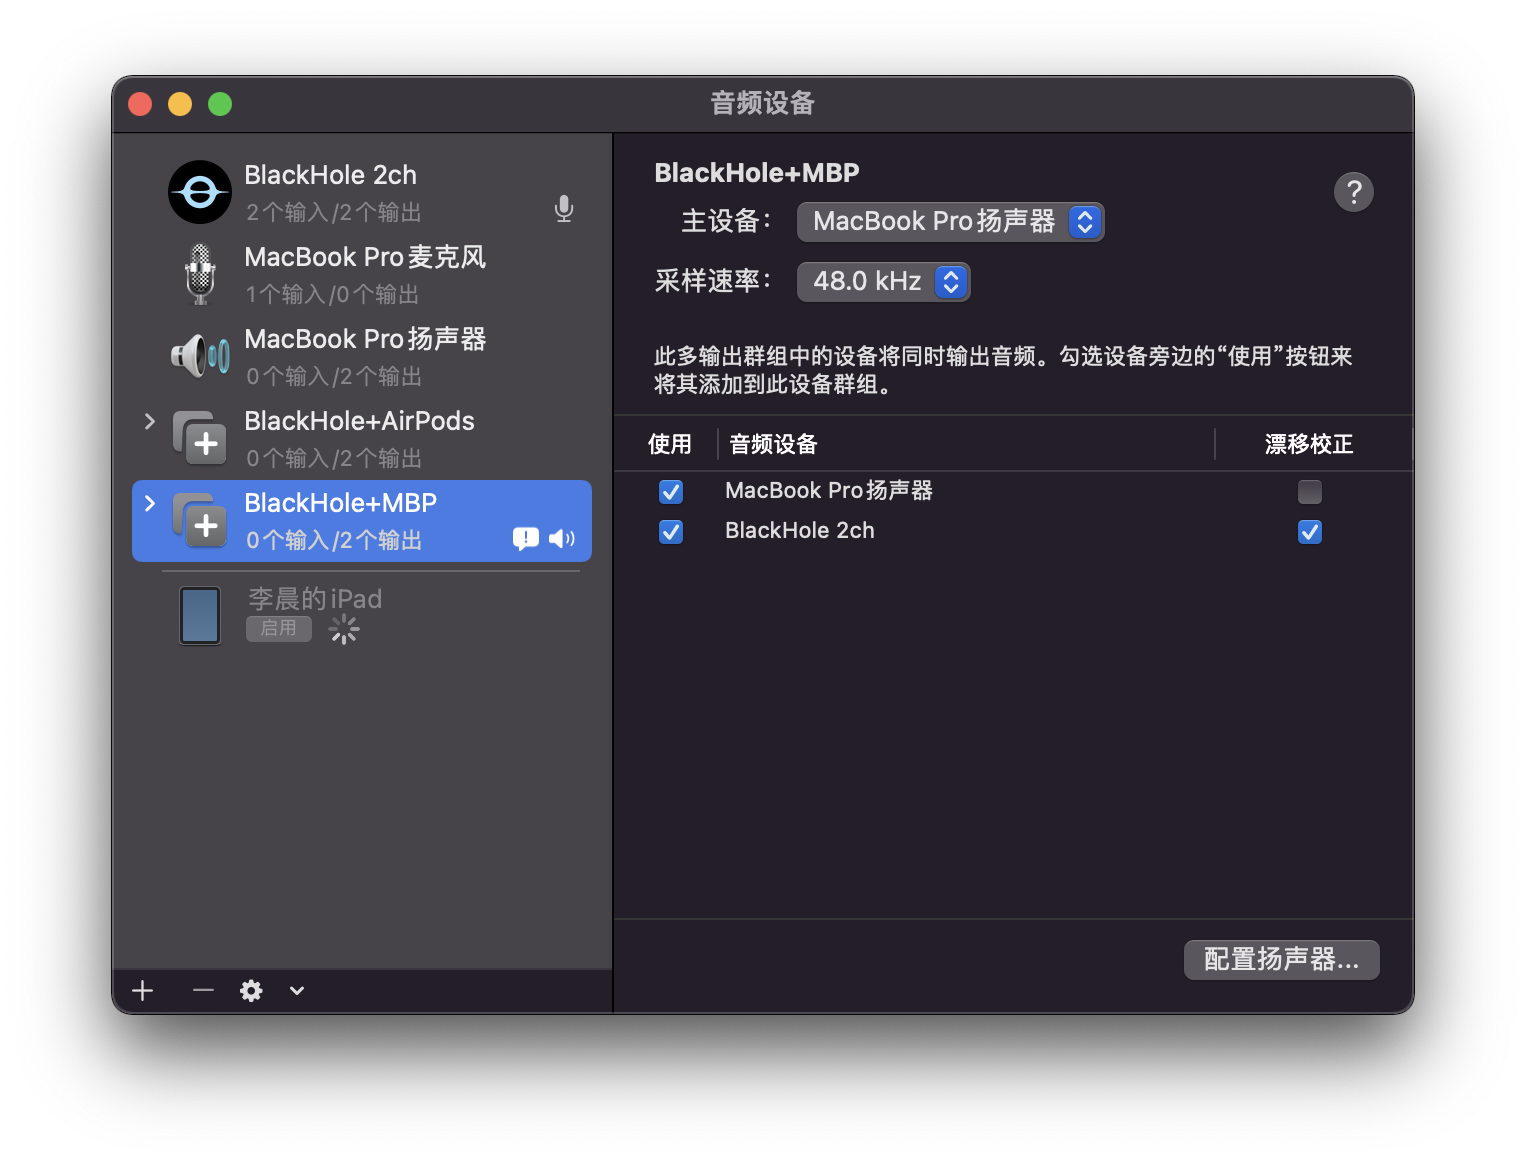 音频设备
BlackHole 2ch
2个输入/2个输出
MacBook Pro麦克风
1个输入/0个输出
MacBook Pro扬声器
0个输入/2个输出
BlackHole+AirPods
0个输入/2个输出
BlackHole+MBP
0个输入/2个输出
李晨的iPad
启用
BlackHole+MBP
?
主设备：
MacBook Pro扬声器
采样速率：
48.0 kHz
此多输出群组中的设备将同时输出音频。勾选设备旁边的“使用”按钮来
将其添加到此设备群组。
使用 音频设备 漂移校正
MacBook Pro扬声器
BlackHole 2ch
配置扬声器...